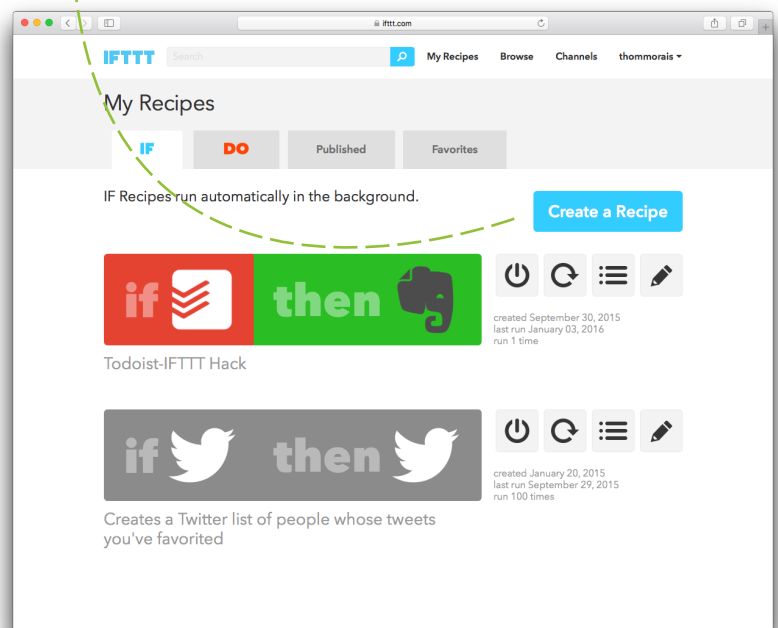 ifttt.com
IFTTT Search My Recipes Browse Channels thommorais
My Recipes
IF DO Published Favorites
IF Recipes run automatically in the background.
Create a Recipe
if then
created September 30, 2015
last run January 03, 2016
run 1 time
Todoist-IFTTT Hack
if then
created January 20, 2015
last run September 29, 2015
run 100 times
Creates a Twitter list of people whose tweets
you've favorited